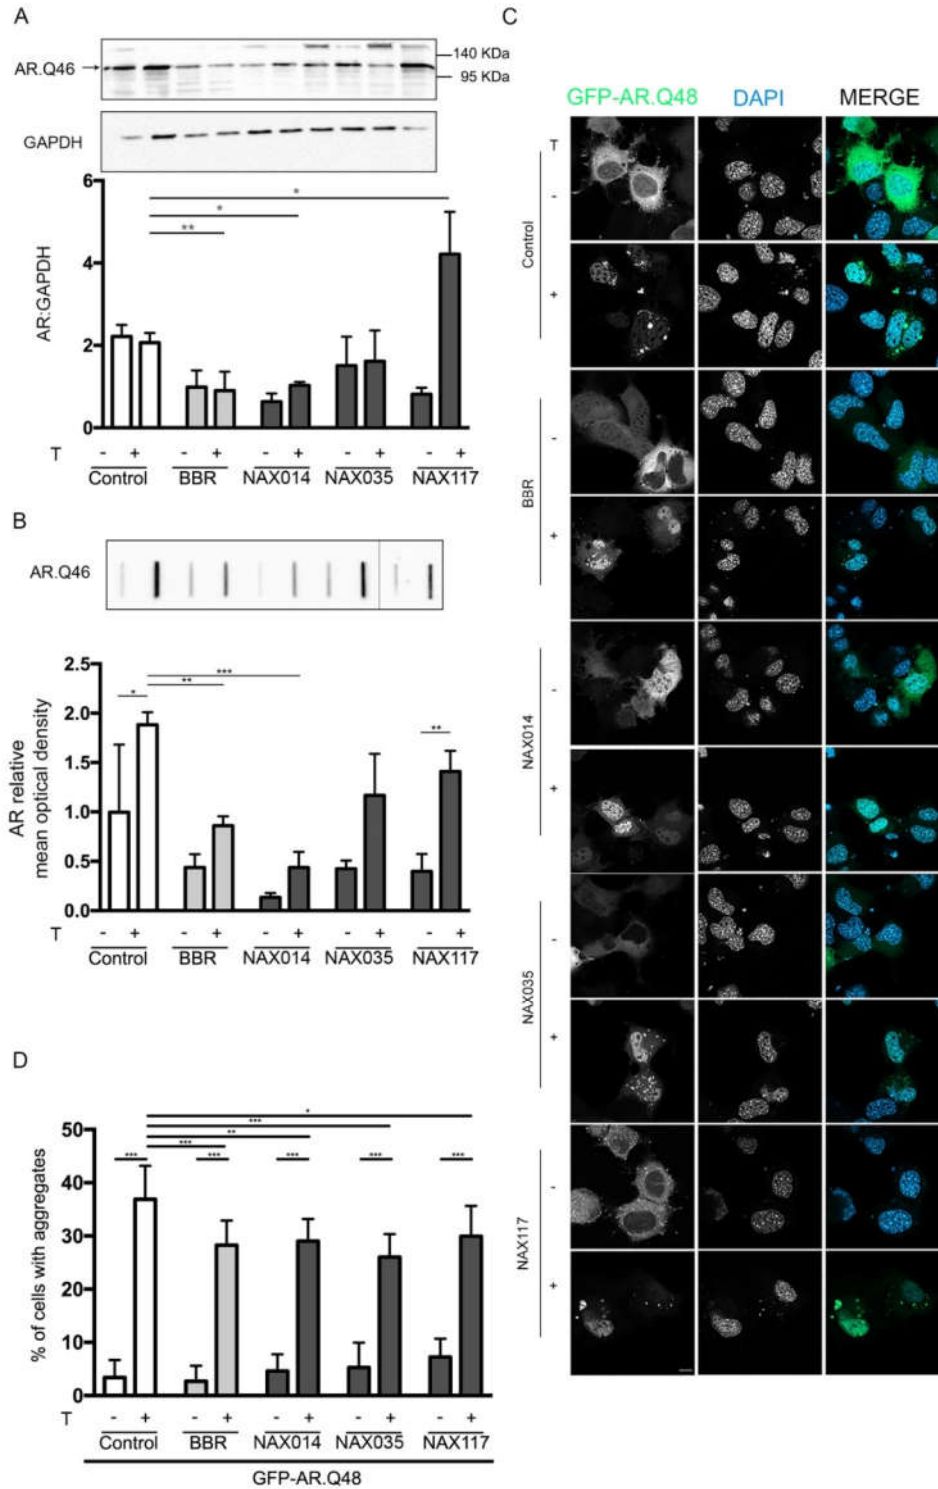 A
AR.Q46
140 KDa
95 KDa
GAPDH
6
4
2
0
AR:GAPDH
*
*
**
T - + - + - + - + - +
Control BBR NAX014 NAX035 NAX117
B
AR.Q46
2.5
2.0
1.5
1.0
0.5
0.0
AR relative
mean optical density
***
**
*
**
T - + - + - + - + - +
Control BBR NAX014 NAX035 NAX117
D
50
40
30
20
10
0
% of cells with aggregates
*
***
**
***
*** *** *** *** ***
T - + - + - + - + - +
Control BBR NAX014 NAX035 NAX117
GFP-AR.Q48
C
GFP-AR.Q48 DAPI MERGE
T
Control
-
+
BBR
-
+
NAX014
-
+
NAX035
-
+
NAX117
-
+